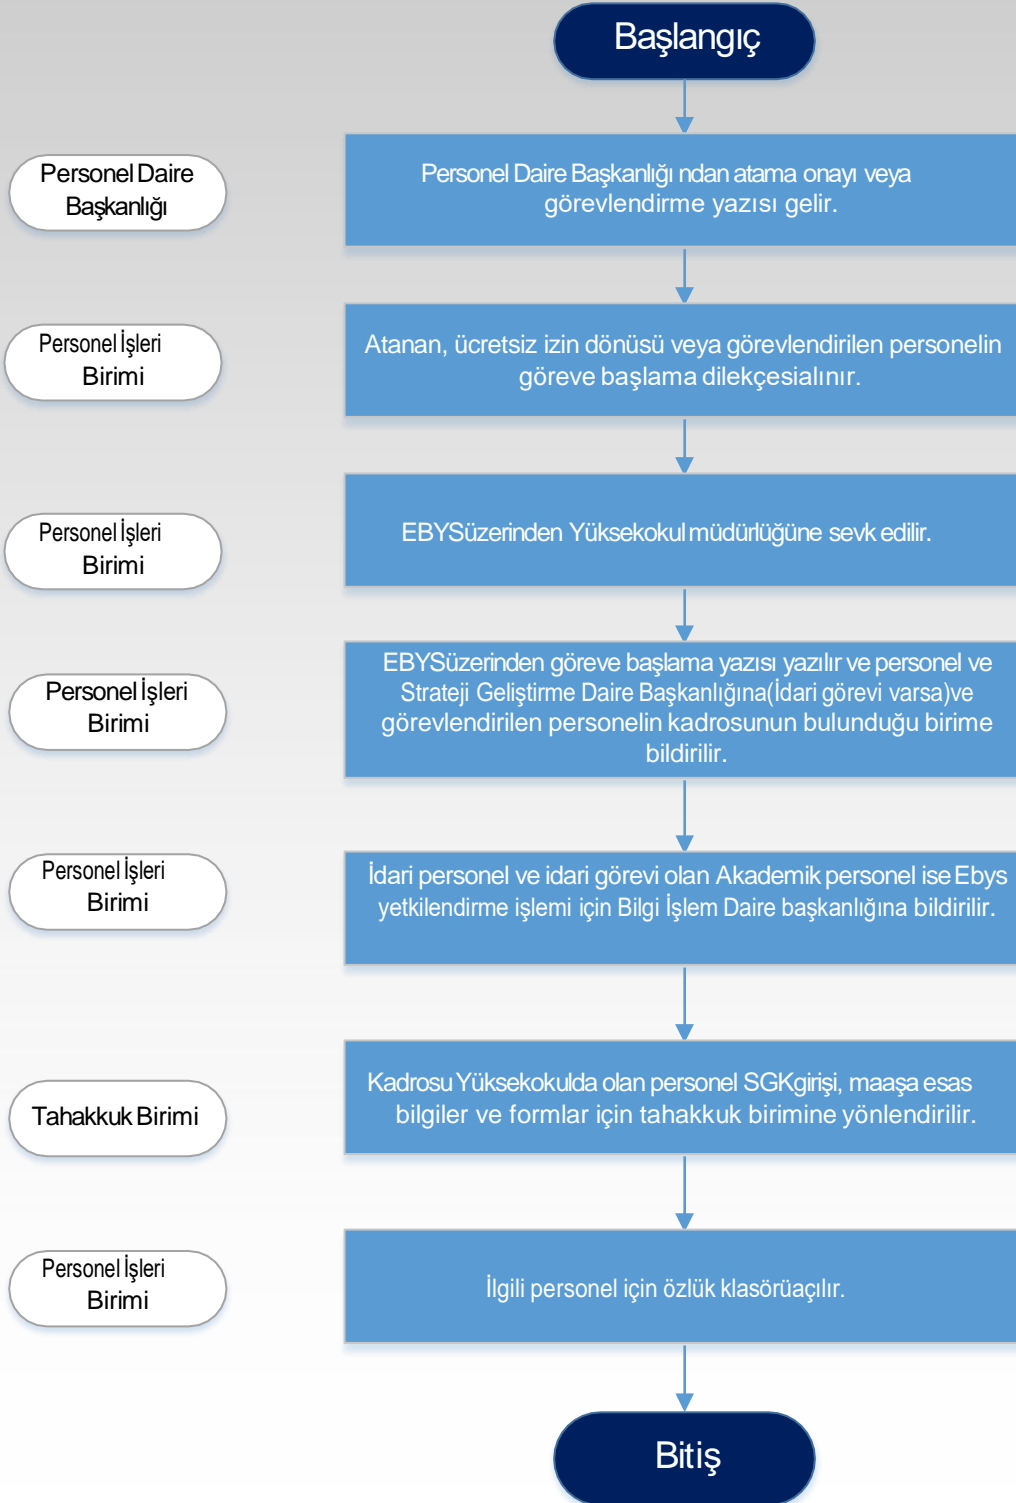 Başlangıç
Personel Daire
Başkanlığı
Personel Daire Başkanlığı ndan atama onayı veya
görevlendirme yazısı gelir.
Personel İşleri
Birimi
Atanan, ücretsiz izin dönüsü veya görevlendirilen personelin
göreve başlama dilekçesialınır.
Personel İşleri
Birimi
EBYSüzerinden Yüksekokul müdürlüğüne sevk edilir.
Personel İşleri
Birimi
EBYSüzerinden göreve başlama yazısı yazılır ve personel ve
Strateji Geliştirme Daire Başkanlığına(İdari görevi varsa)ve
görevlendirilen personelin kadrosunun bulunduğu birime
bildirilir.
Personel İşleri
Birimi
İdari personel ve idari görevi olan Akademik personel ise Ebys
yetkilendirme işlemi için Bilgi İşlem Daire başkanlığına bildirilir.
Tahakkuk Birimi
Kadrosu Yüksekokulda olan personel SGKgirişi, maaşa esas
bilgiler ve formlar için tahakkuk birimine yönlendirilir.
Personel İşleri
Birimi
İlgili personel için özlük klasörüaçılır.
Bitiş